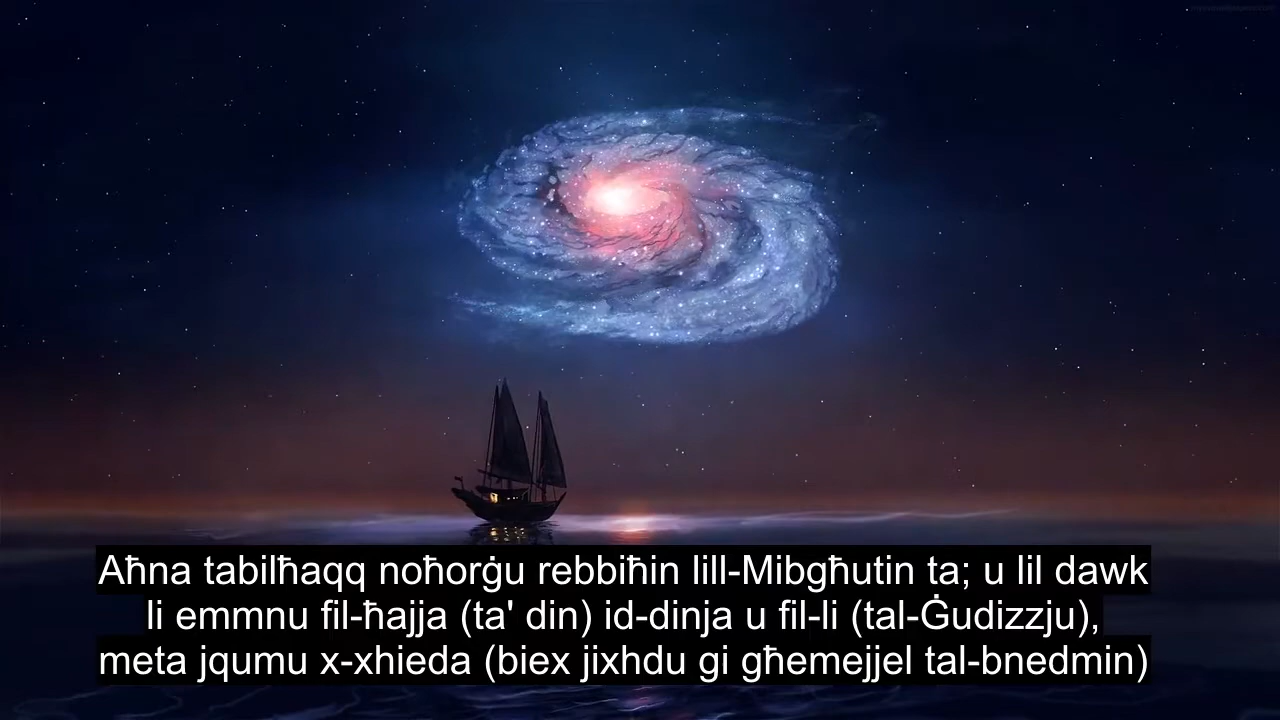 Aħna tabilħaqq noħorġu rebbiħin lill-Mibgħutin ta; u lil dawk
li emmnu fil-ħajja (ta' din) id-dinja u fil-li (tal-Ġudizzju),
meta jqumu x-xhieda (biex jixhdu gi għemejjel tal-bnedmin)